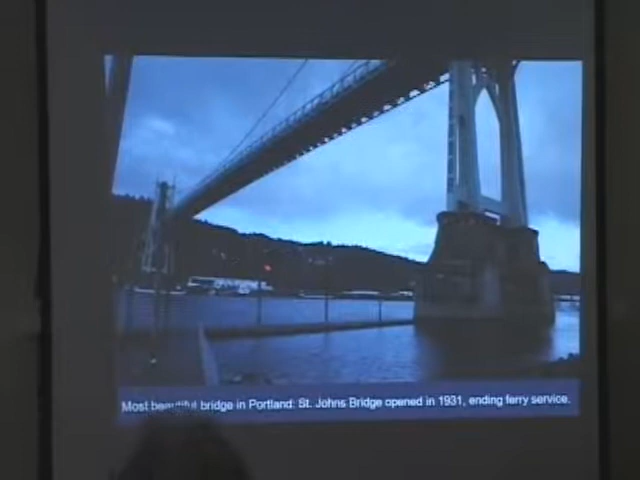 Most beautiful bridge in Portland: St. Johns Bridge opened in 1931, ending ferry service.